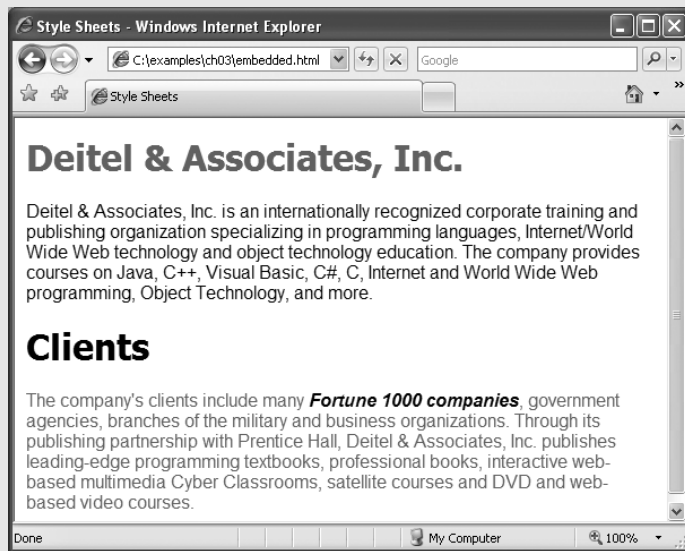 Style Sheets - Windows Internet Explorer
C:\examples\ch03\embedded.html
Google
Style Sheets
Deitel & Associates, Inc.
Deitel & Associates, Inc. is an internationally recognized corporate training and
publishing organization specializing in programming languages, Internet/World
Wide Web technology and object technology education. The company provides
courses on Java, C++, Visual Basic, C#, C, Internet and World Wide Web
programming, Object Technology, and more.
Clients
The company's clients include many Fortune 1000 companies, government
agencies, branches of the military and business organizations. Through its
publishing partnership with Prentice Hall, Deitel & Associates, Inc. publishes
leading-edge programming textbooks, professional books, interactive web-
based multimedia Cyber Classrooms, satellite courses and DVD and web-
based video courses.
Done My Computer 100%